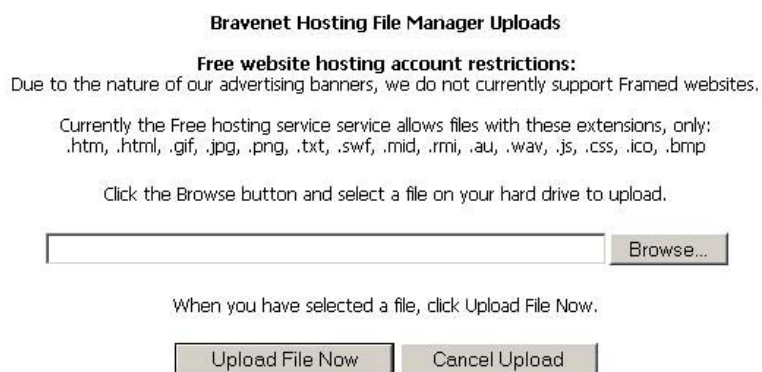 Bravenet Hosting File Manager Uploads
Free website hosting account restrictions:
Due to the nature of our advertising banners, we do not currently support Framed websites.
Currently the Free hosting service service allows files with these extensions, only:
.htm, .html, .gif, .jpg, .png, .txt, .swf, .mid, .rmi, .au, .wav, .js, .css, .ico, .bmp
Click the Browse button and select a file on your hard drive to upload.
Browse...
When you have selected a file, click Upload File Now.
Upload File Now Cancel Upload